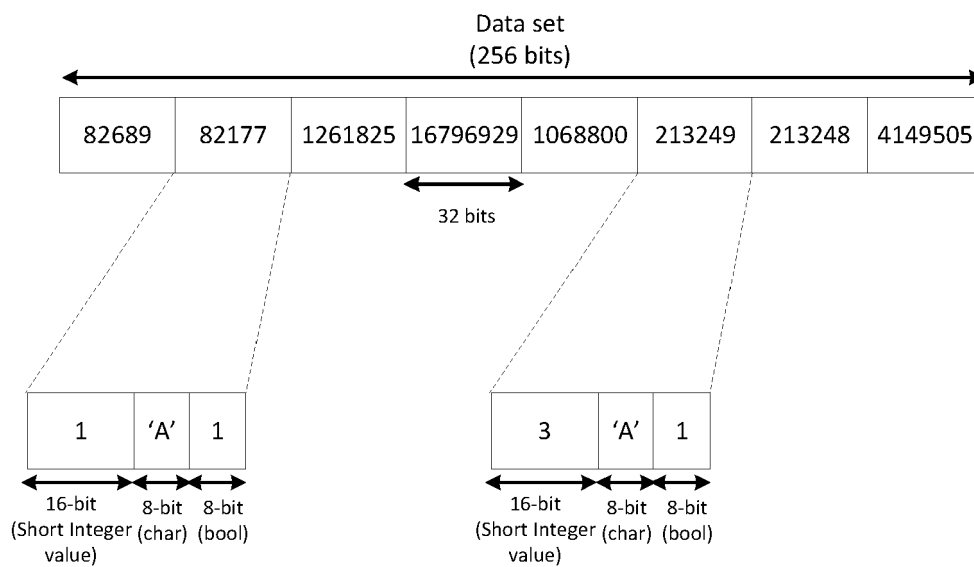 Data set
(256 bits)
82689 82177 1261825 16796929 1068800 213249 213248 4149505
32 bits
1 ‘A’ 1 3 ‘A’ 1
16-bit
(Short Integer
value)
8-bit
(char)
8-bit
(bool)
16-bit
(Short Integer
value)
8-bit
(char)
8-bit
(bool)